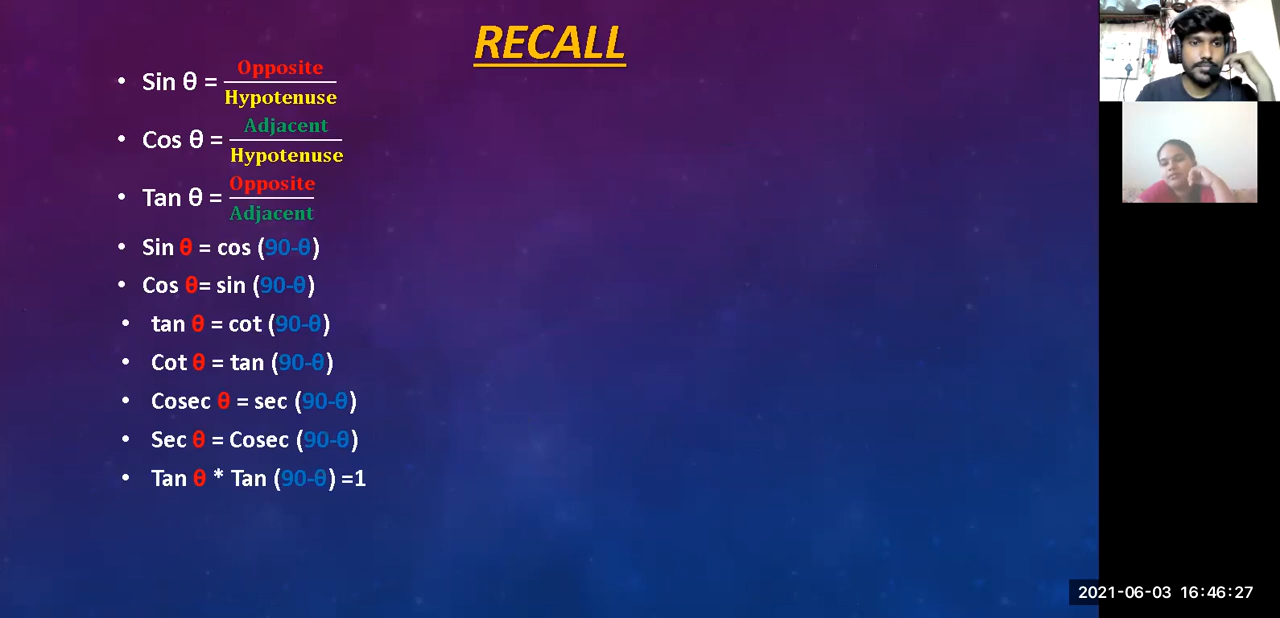 RECALL
• Sin θ = Opposite / Hypotenuse
• Cos θ = Adjacent / Hypotenuse
• Tan θ = Opposite / Adjacent
• Sin θ = cos (90-θ)
• Cos θ= sin (90-θ)
• tan θ = cot (90-θ)
• Cot θ = tan (90-θ)
• Cosec θ = sec (90-θ)
• Sec θ = Cosec (90-θ)
• Tan θ * Tan (90-θ) =1
2021-06-03 16:46:27